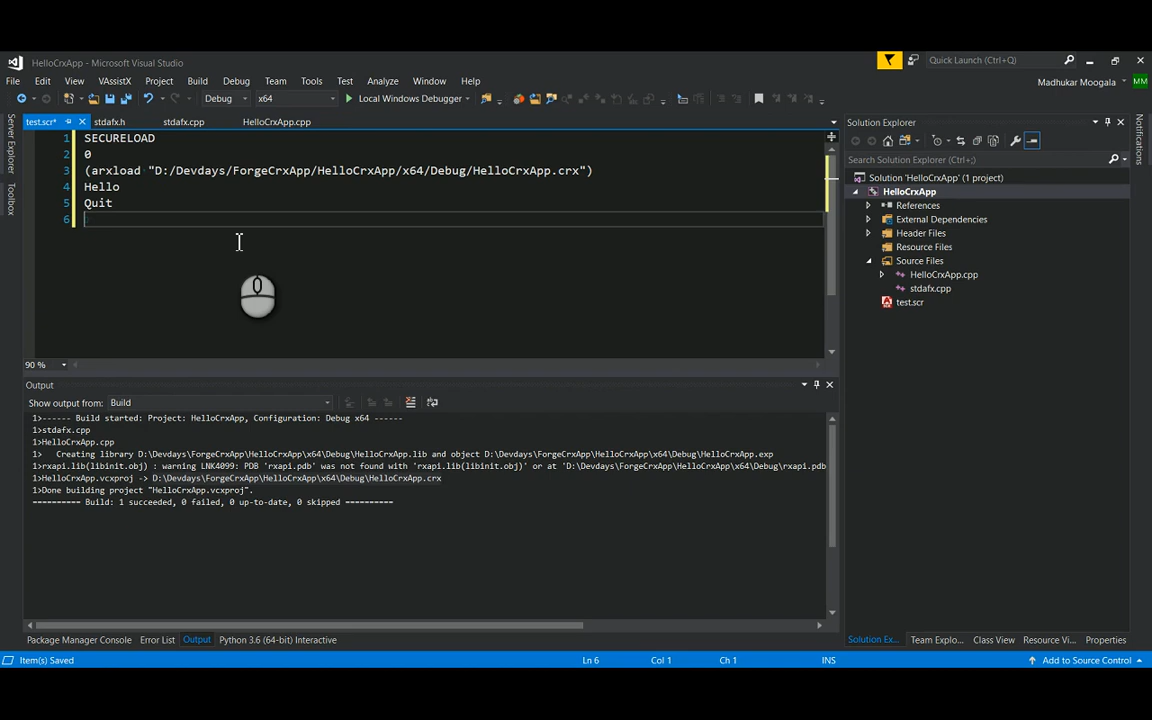 HelloCrxApp - Microsoft Visual Studio
Quick Launch (Ctrl+Q)
File Edit View VAssistX Project Build Debug Team Tools Test Analyze Window Help
Madhukar Moogala MM
Debug x64 Local Windows Debugger
test.scr* stdafx.h stdafx.cpp HelloCrxApp.cpp
Server Explorer
Toolbox
1 SECURELOAD
2 0
3 (arxload "D:/Devdays/ForgeCrxApp/HelloCrxApp/x64/Debug/HelloCrxApp.crx")
4 Hello
5 Quit
6
90 %
Output
Show output from: Build
1>------ Build started: Project: HelloCrxApp, Configuration: Debug x64 ------
1>stdafx.cpp
1>HelloCrxApp.cpp
1>   Creating library D:\Devdays\ForgeCrxApp\HelloCrxApp\x64\Debug\HelloCrxApp.lib and object D:\Devdays\ForgeCrxApp\HelloCrxApp\x64\Debug\HelloCrxApp.exp
1>rxapi.lib(libinit.obj) : warning LNK4099: PDB 'rxapi.pdb' was not found with 'rxapi.lib(libinit.obj)' or at 'D:\Devdays\ForgeCrxApp\HelloCrxApp\x64\Debug\rxapi.pdb
1>HelloCrxApp.vcxproj -> D:\Devdays\ForgeCrxApp\HelloCrxApp\x64\Debug\HelloCrxApp.crx
1>Done building project "HelloCrxApp.vcxproj".
========== Build: 1 succeeded, 0 failed, 0 up-to-date, 0 skipped ==========
Package Manager Console Error List Output Python 3.6 (64-bit) Interactive
Solution Explorer
Search Solution Explorer (Ctrl+;)
Solution 'HelloCrxApp' (1 project)
HelloCrxApp
References
External Dependencies
Header Files
Resource Files
Source Files
HelloCrxApp.cpp
stdafx.cpp
test.scr
Solution Ex... Team Explo... Class View Resource Vi... Properties
Notifications
Item(s) Saved Ln 6 Col 1 Ch 1 INS Add to Source Control